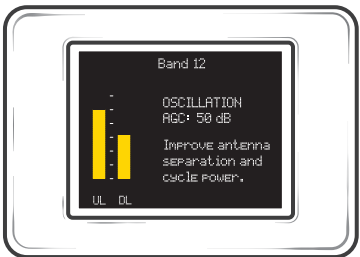 Band 12
OSCILLATION
AGC: 50 dB
Improve antenna
separation and
cycle power.
UL DL